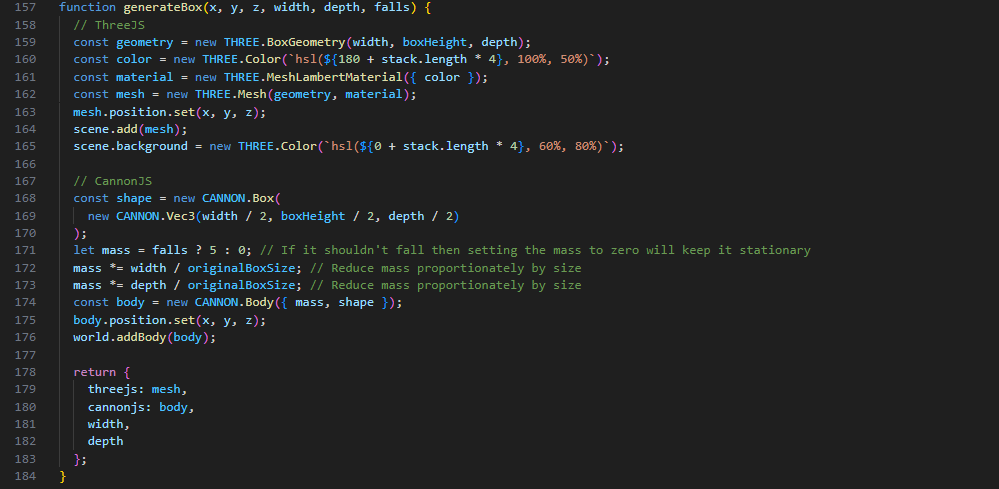 157 function generateBox(x, y, z, width, depth, falls) {
158   // ThreeJS
159   const geometry = new THREE.BoxGeometry(width, boxHeight, depth);
160   const color = new THREE.Color(`hsl(${180 + stack.length * 4}, 100%, 50%)`);
161   const material = new THREE.MeshLambertMaterial({ color });
162   const mesh = new THREE.Mesh(geometry, material);
163   mesh.position.set(x, y, z);
164   scene.add(mesh);
165   scene.background = new THREE.Color(`hsl(${0 + stack.length * 4}, 60%, 80%)`);
166
167   // CannonJS
168   const shape = new CANNON.Box(
169     new CANNON.Vec3(width / 2, boxHeight / 2, depth / 2)
170   );
171   let mass = falls ? 5 : 0; // If it shouldn't fall then setting the mass to zero will keep it stationary
172   mass *= width / originalBoxSize; // Reduce mass proportionately by size
173   mass *= depth / originalBoxSize; // Reduce mass proportionately by size
174   const body = new CANNON.Body({ mass, shape });
175   body.position.set(x, y, z);
176   world.addBody(body);
177
178   return {
179     threejs: mesh,
180     cannonjs: body,
181     width,
182     depth
183   };
184 }